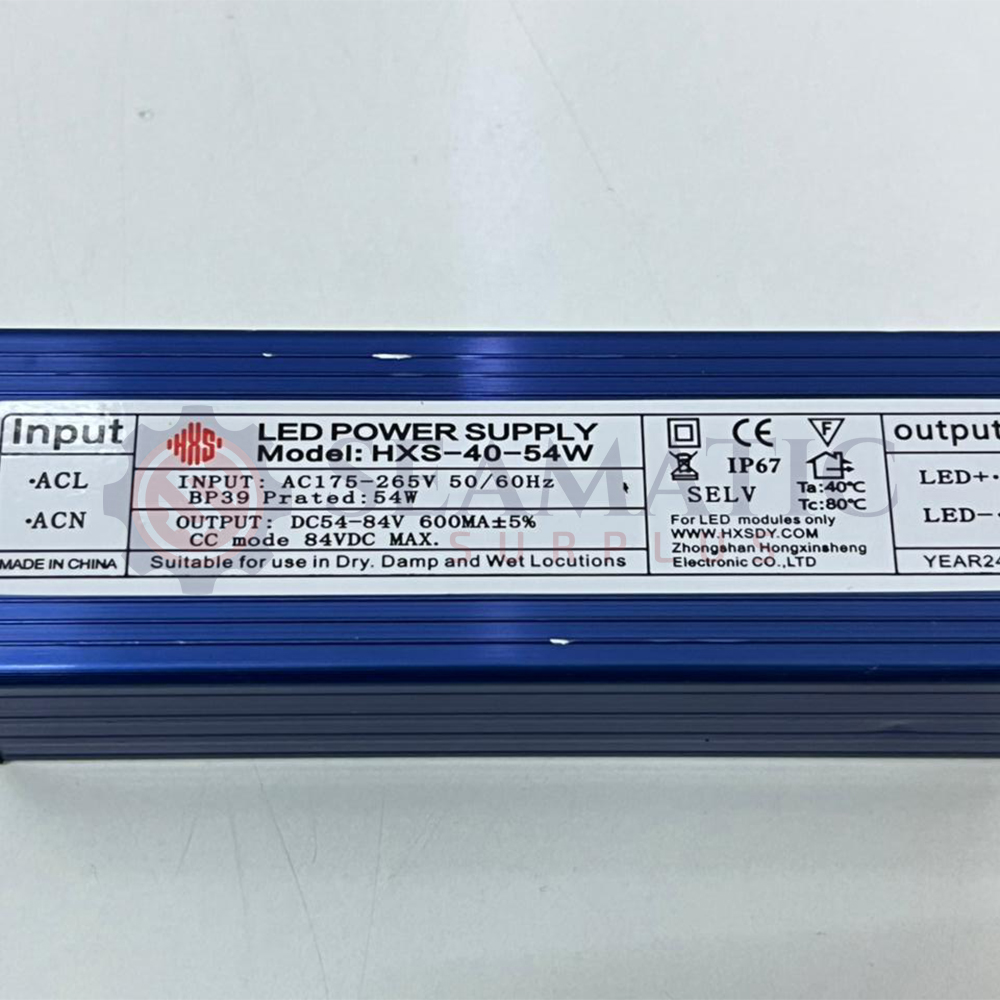 Input
·ACL
·ACN
MADE IN CHINA
HXS
LED POWER SUPPLY
Model: HXS-40-54W
INPUT: AC175-265V 50/60Hz
BP39 Prated:54W
OUTPUT: DC54-84V 600MA±5%
CC mode 84VDC MAX.
Suitable for use in Dry. Damp and Wet Locutions
CE
F
IP67
SELV
Ta:40℃
Tc:80℃
For LED modules only
WWW.HXSDY.COM
Zhongshan Hongxinsheng
Electronic CO.,LTD
output
LED+·
LED-·
YEAR24
SEAMATIC
SUPPLY